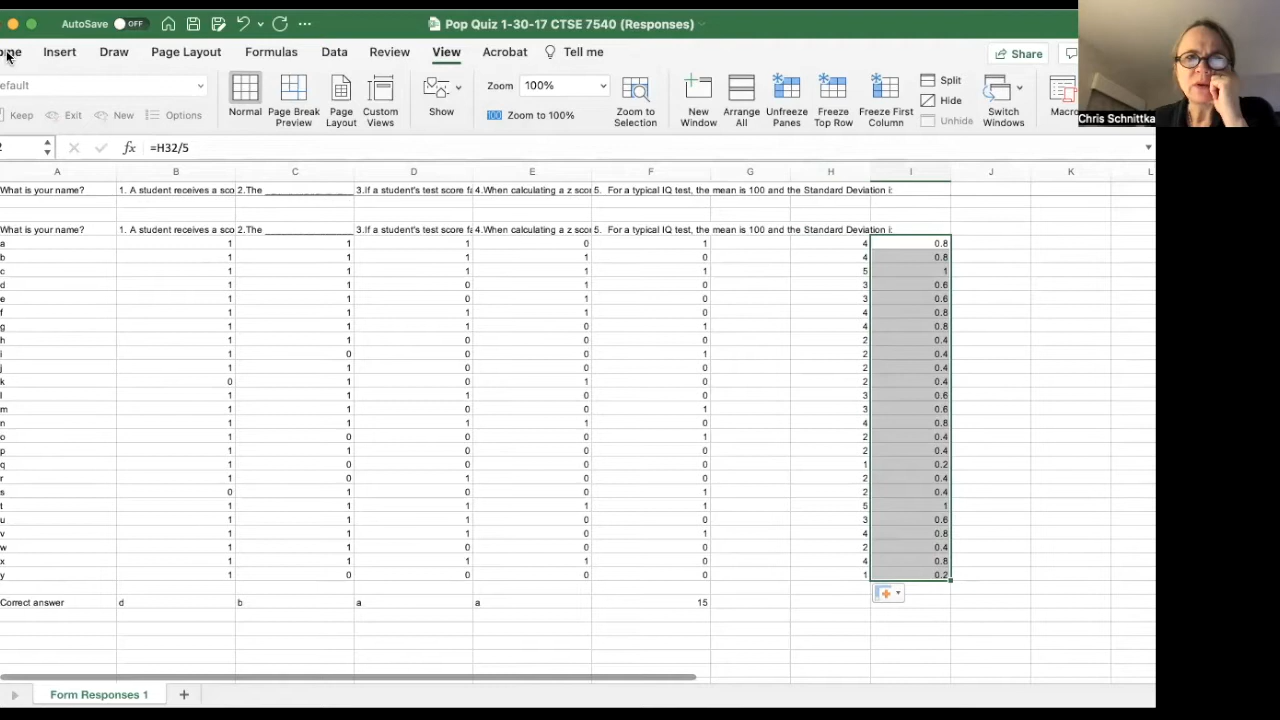 AutoSave OFF Pop Quiz 1-30-17 CTSE 7540 (Responses)
ome Insert Draw Page Layout Formulas Data Review View Acrobat Tell me Share
efault Zoom 100% Split
Hide
Keep Exit New Options Normal Page Break Preview Page Layout Custom Views Show Zoom to 100% Zoom to Selection New Window Arrange All Unfreeze Panes Freeze Top Row Freeze First Column Unhide Switch Windows Macro
Chris Schnittka
2 fx =H32/5
A B C D E F G H I J K L
What is your name? 1. A student receives a sco 2.The ________________ 3.If a student's test score fa 4.When calculating a z scor 5. For a typical IQ test, the mean is 100 and the Standard Deviation i:
What is your name? 1. A student receives a sco 2.The ________________ 3.If a student's test score fa 4.When calculating a z scor 5. For a typical IQ test, the mean is 100 and the Standard Deviation i:
a 1 1 1 0 1 4 0.8
b 1 1 1 1 0 4 0.8
c 1 1 1 1 1 5 1
d 1 1 0 1 0 3 0.6
e 1 1 0 1 0 3 0.6
f 1 1 1 1 0 4 0.8
g 1 1 1 0 1 4 0.8
h 1 1 0 0 0 2 0.4
i 1 0 0 0 1 2 0.4
j 1 1 0 0 0 2 0.4
k 0 1 0 1 0 2 0.4
l 1 1 1 0 0 3 0.6
m 1 1 0 0 1 3 0.6
n 1 1 1 1 0 4 0.8
o 1 0 0 0 1 2 0.4
p 1 1 0 0 0 2 0.4
q 1 0 0 0 0 1 0.2
r 1 0 1 0 0 2 0.4
s 0 1 0 0 1 2 0.4
t 1 1 1 1 1 5 1
u 1 1 1 0 0 3 0.6
v 1 1 1 0 1 4 0.8
w 1 1 0 0 0 2 0.4
x 1 1 1 1 0 4 0.8
y 1 0 0 0 0 1 0.2
Correct answer d b a a 15
Form Responses 1